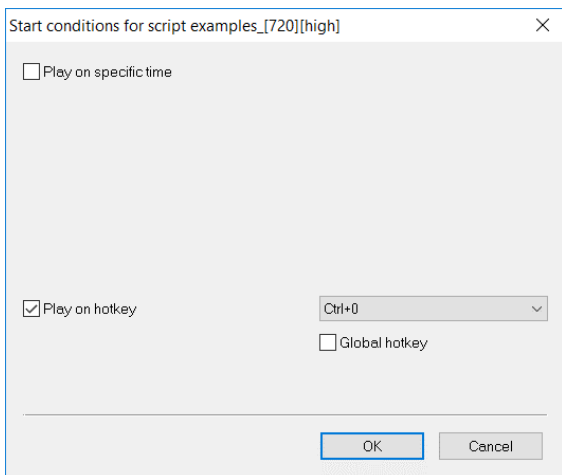 Start conditions for script examples_[720][high]
Play on specific time
Play on hotkey
Ctrl+0
Global hotkey
OK
Cancel